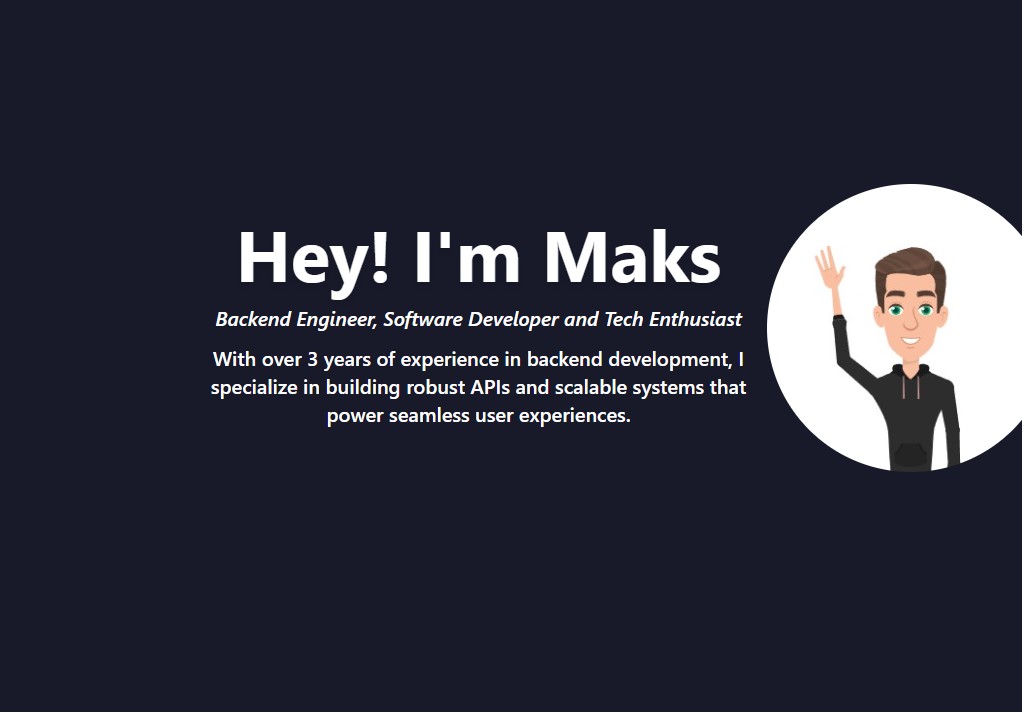 Hey! I'm Maks
Backend Engineer, Software Developer and Tech Enthusiast
With over 3 years of experience in backend development, I
specialize in building robust APIs and scalable systems that
power seamless user experiences.